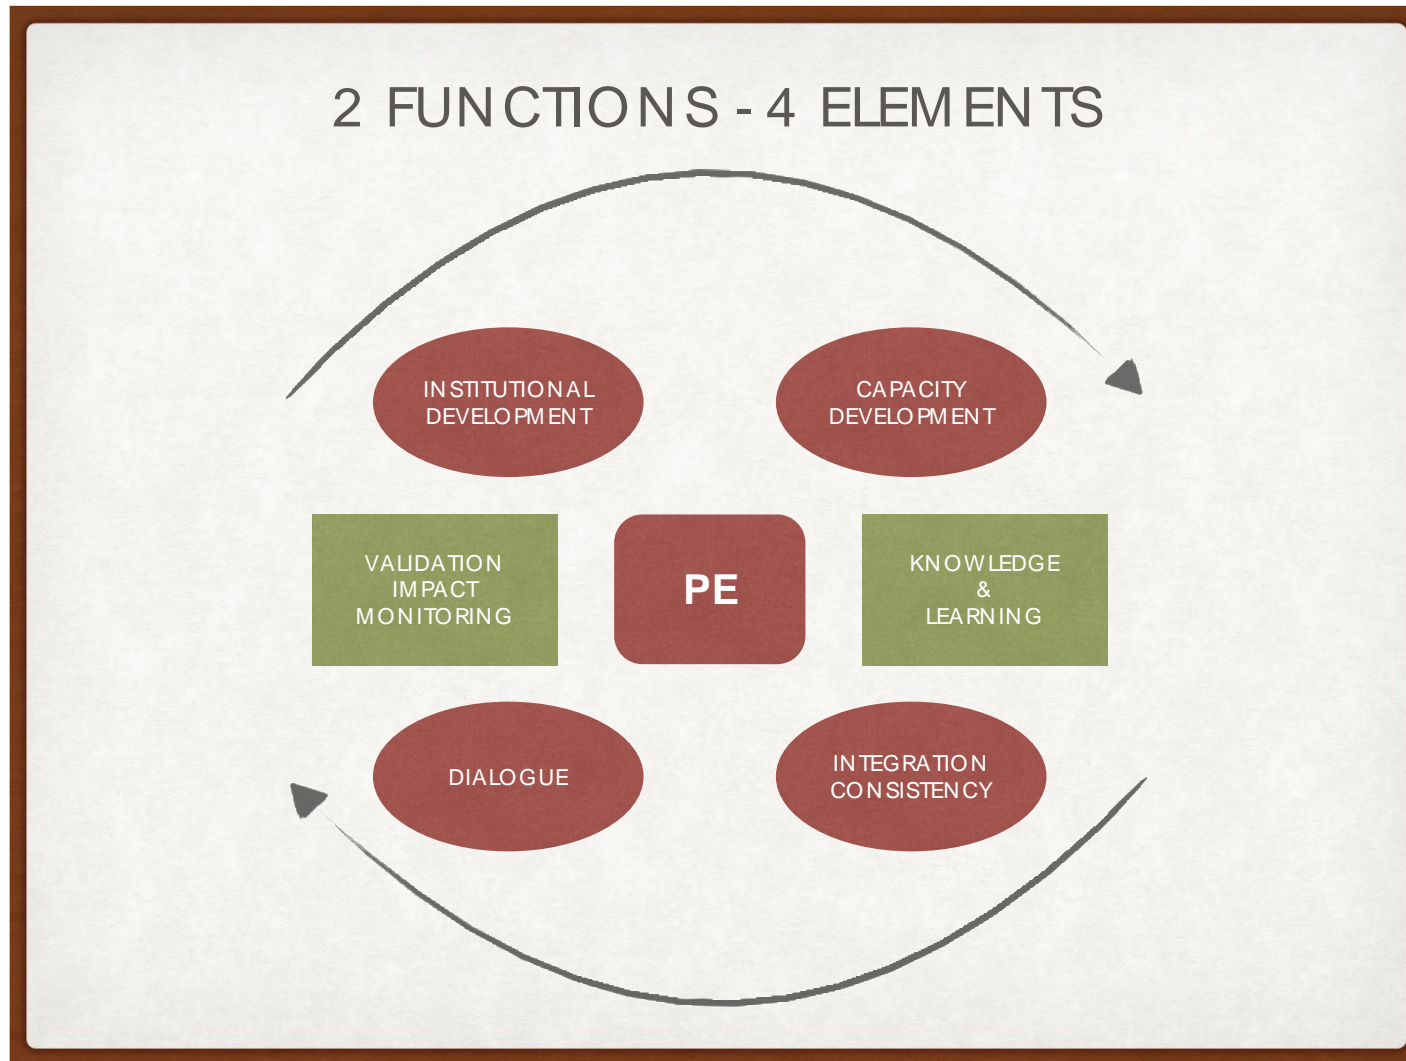 2 FUNCTIONS - 4 ELEMENTS
INSTITUTIONAL
DEVELOPMENT
CAPACITY
DEVELOPMENT
VALIDATION
IMPACT
MONITORING
PE
KNOWLEDGE
&
LEARNING
DIALOGUE
INTEGRATION
CONSISTENCY